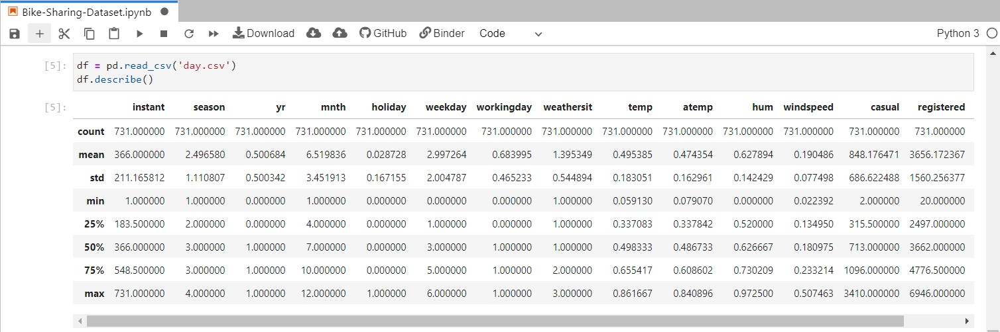 Bike-Sharing-Dataset.ipynb
Download GitHub Binder Code Python 3
[5]: df = pd.read_csv('day.csv')
df.describe()
[5]: instant season yr mnth holiday weekday workingday weathersit temp atemp hum windspeed casual registered
count 731.000000 731.000000 731.000000 731.000000 731.000000 731.000000 731.000000 731.000000 731.000000 731.000000 731.000000 731.000000 731.000000 731.000000
mean 366.000000 2.496580 0.500684 6.519836 0.028728 2.997264 0.683995 1.395349 0.495385 0.474354 0.627894 0.190486 848.176471 3656.172367
std 211.165812 1.110807 0.500342 3.451913 0.167155 2.004787 0.465233 0.544894 0.183051 0.162961 0.142429 0.077498 686.622488 1560.256377
min 1.000000 1.000000 0.000000 1.000000 0.000000 0.000000 0.000000 1.000000 0.059130 0.079070 0.000000 0.022392 2.000000 20.000000
25% 183.500000 2.000000 0.000000 4.000000 0.000000 1.000000 0.000000 1.000000 0.337083 0.337842 0.520000 0.134950 315.500000 2497.000000
50% 366.000000 3.000000 1.000000 7.000000 0.000000 3.000000 1.000000 1.000000 0.498333 0.486733 0.626667 0.180975 713.000000 3662.000000
75% 548.500000 3.000000 1.000000 10.000000 0.000000 5.000000 1.000000 2.000000 0.655417 0.608602 0.730209 0.233214 1096.000000 4776.500000
max 731.000000 4.000000 1.000000 12.000000 1.000000 6.000000 1.000000 3.000000 0.861667 0.840896 0.972500 0.507463 3410.000000 6946.000000